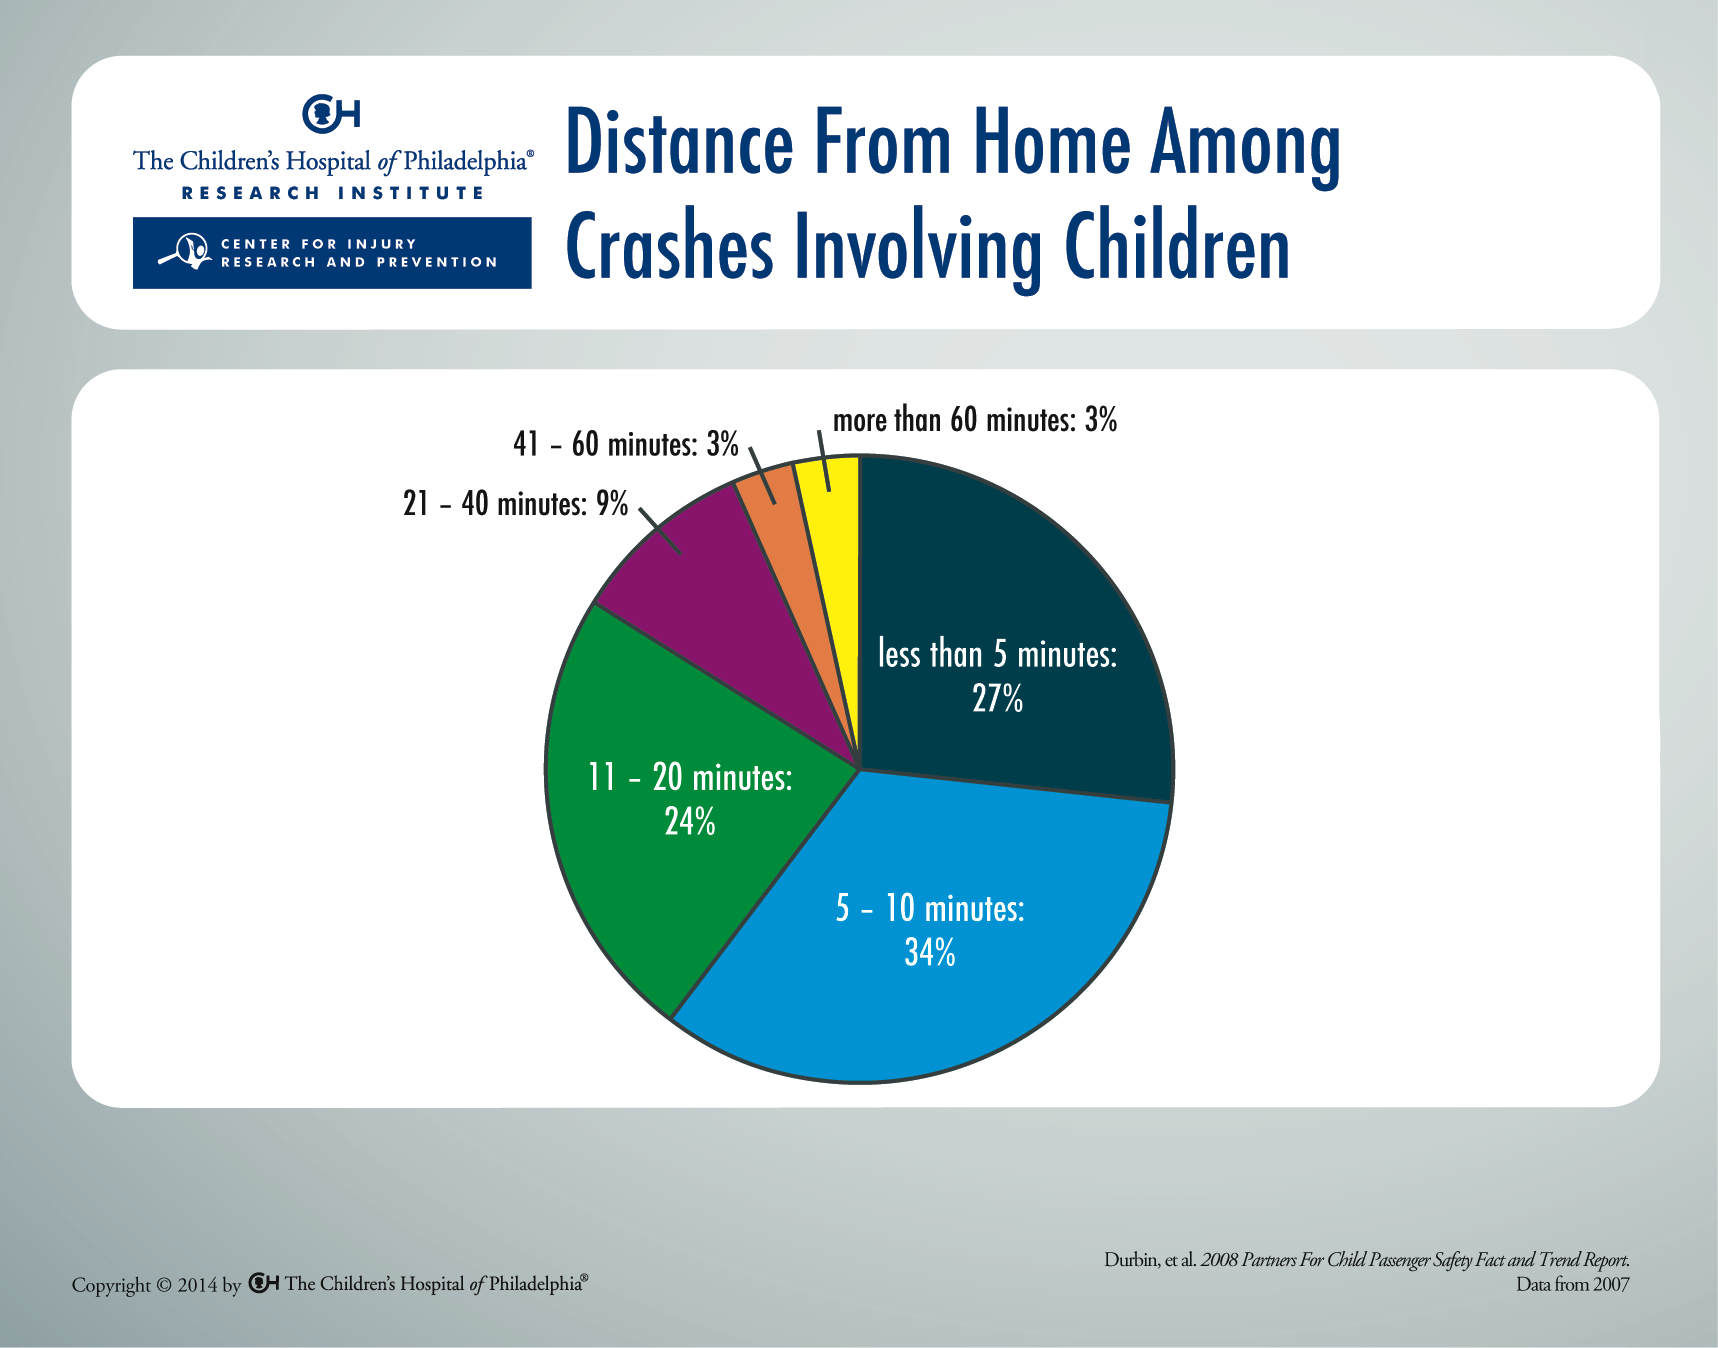 CH
The Children's Hospital of Philadelphia®
RESEARCH INSTITUTE
CENTER FOR INJURY
RESEARCH AND PREVENTION
Distance From Home Among
Crashes Involving Children
more than 60 minutes: 3%
41 – 60 minutes: 3%
21 – 40 minutes: 9%
less than 5 minutes:
27%
11 – 20 minutes:
24%
5 – 10 minutes:
34%
Durbin, et al. 2008 Partners For Child Passenger Safety Fact and Trend Report.
Data from 2007
Copyright © 2014 by CH The Children's Hospital of Philadelphia®